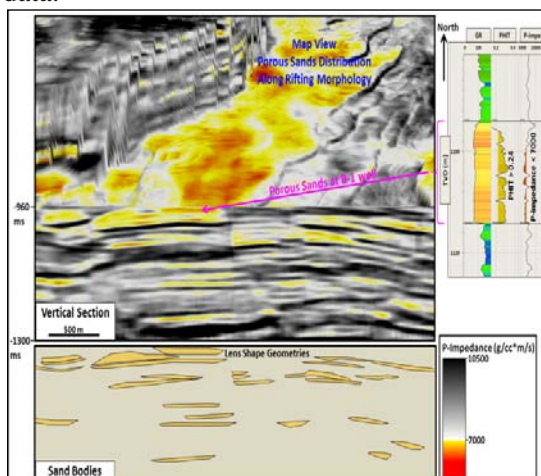 Map View
Porous Sands Distribution
Along Rifting Morphology
North
GR
PHIT
P-Impedance
Porous Sands at B-1 well
TVD (m)
1100
PHIT > 0.24
P-Impedance < 7000
1120
-960
ms
Vertical Section
500 m
-1300
ms
Lens Shape Geometries
Sand Bodies
P-Impedance (g/cc*m/s)
10500
7000